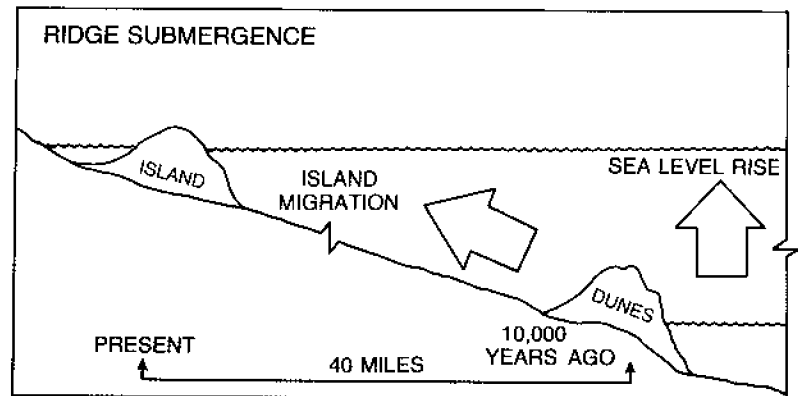 RIDGE SUBMERGENCE
SEA LEVEL RISE
ISLAND
ISLAND
MIGRATION
DUNES
10,000
YEARS AGO
PRESENT
40 MILES